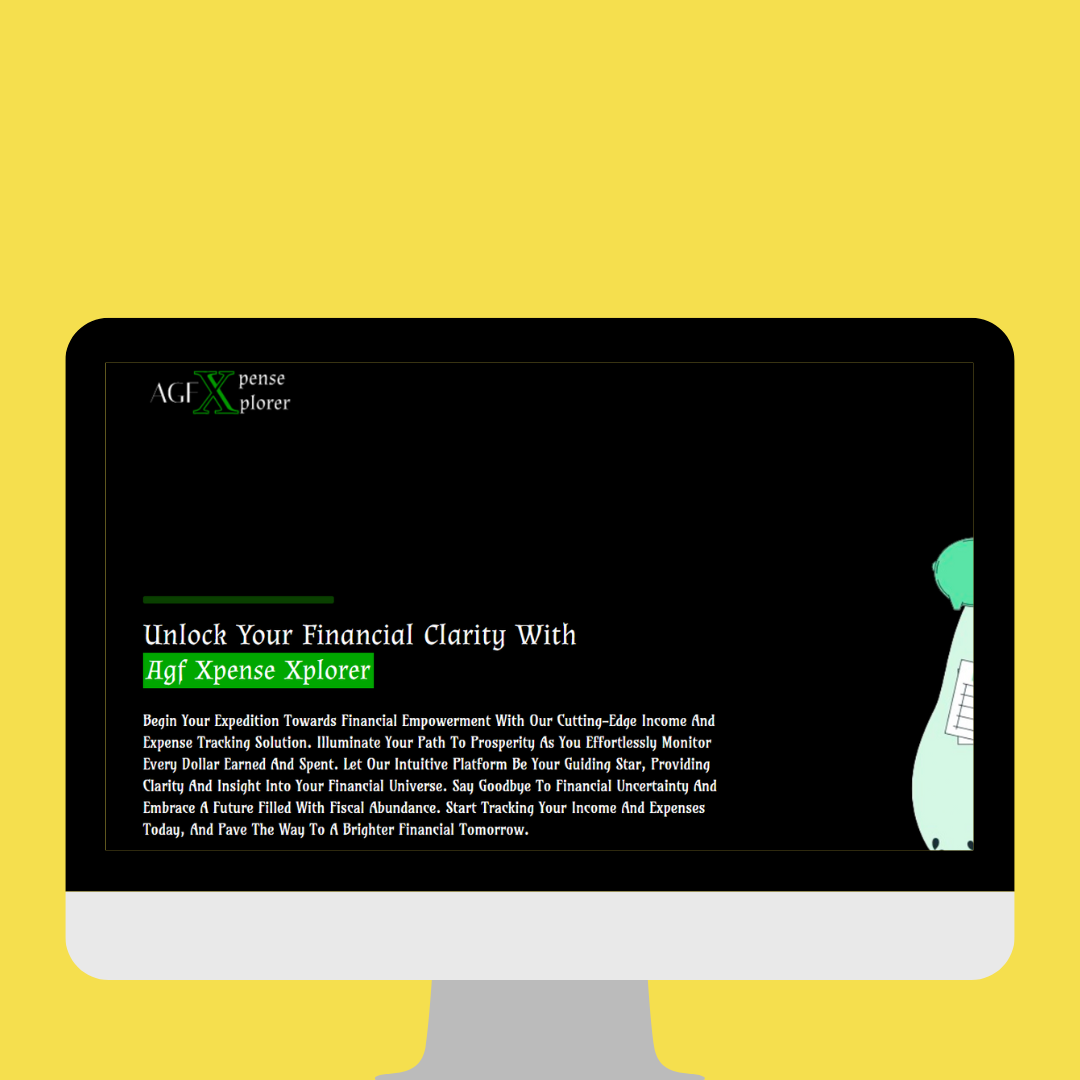 AGF Xpense
Xplorer
Unlock Your Financial Clarity With
Agf Xpense Xplorer
Begin Your Expedition Towards Financial Empowerment With Our Cutting-Edge Income And
Expense Tracking Solution. Illuminate Your Path To Prosperity As You Effortlessly Monitor
Every Dollar Earned And Spent. Let Our Intuitive Platform Be Your Guiding Star, Providing
Clarity And Insight Into Your Financial Universe. Say Goodbye To Financial Uncertainty And
Embrace A Future Filled With Fiscal Abundance. Start Tracking Your Income And Expenses
Today, And Pave The Way To A Brighter Financial Tomorrow.